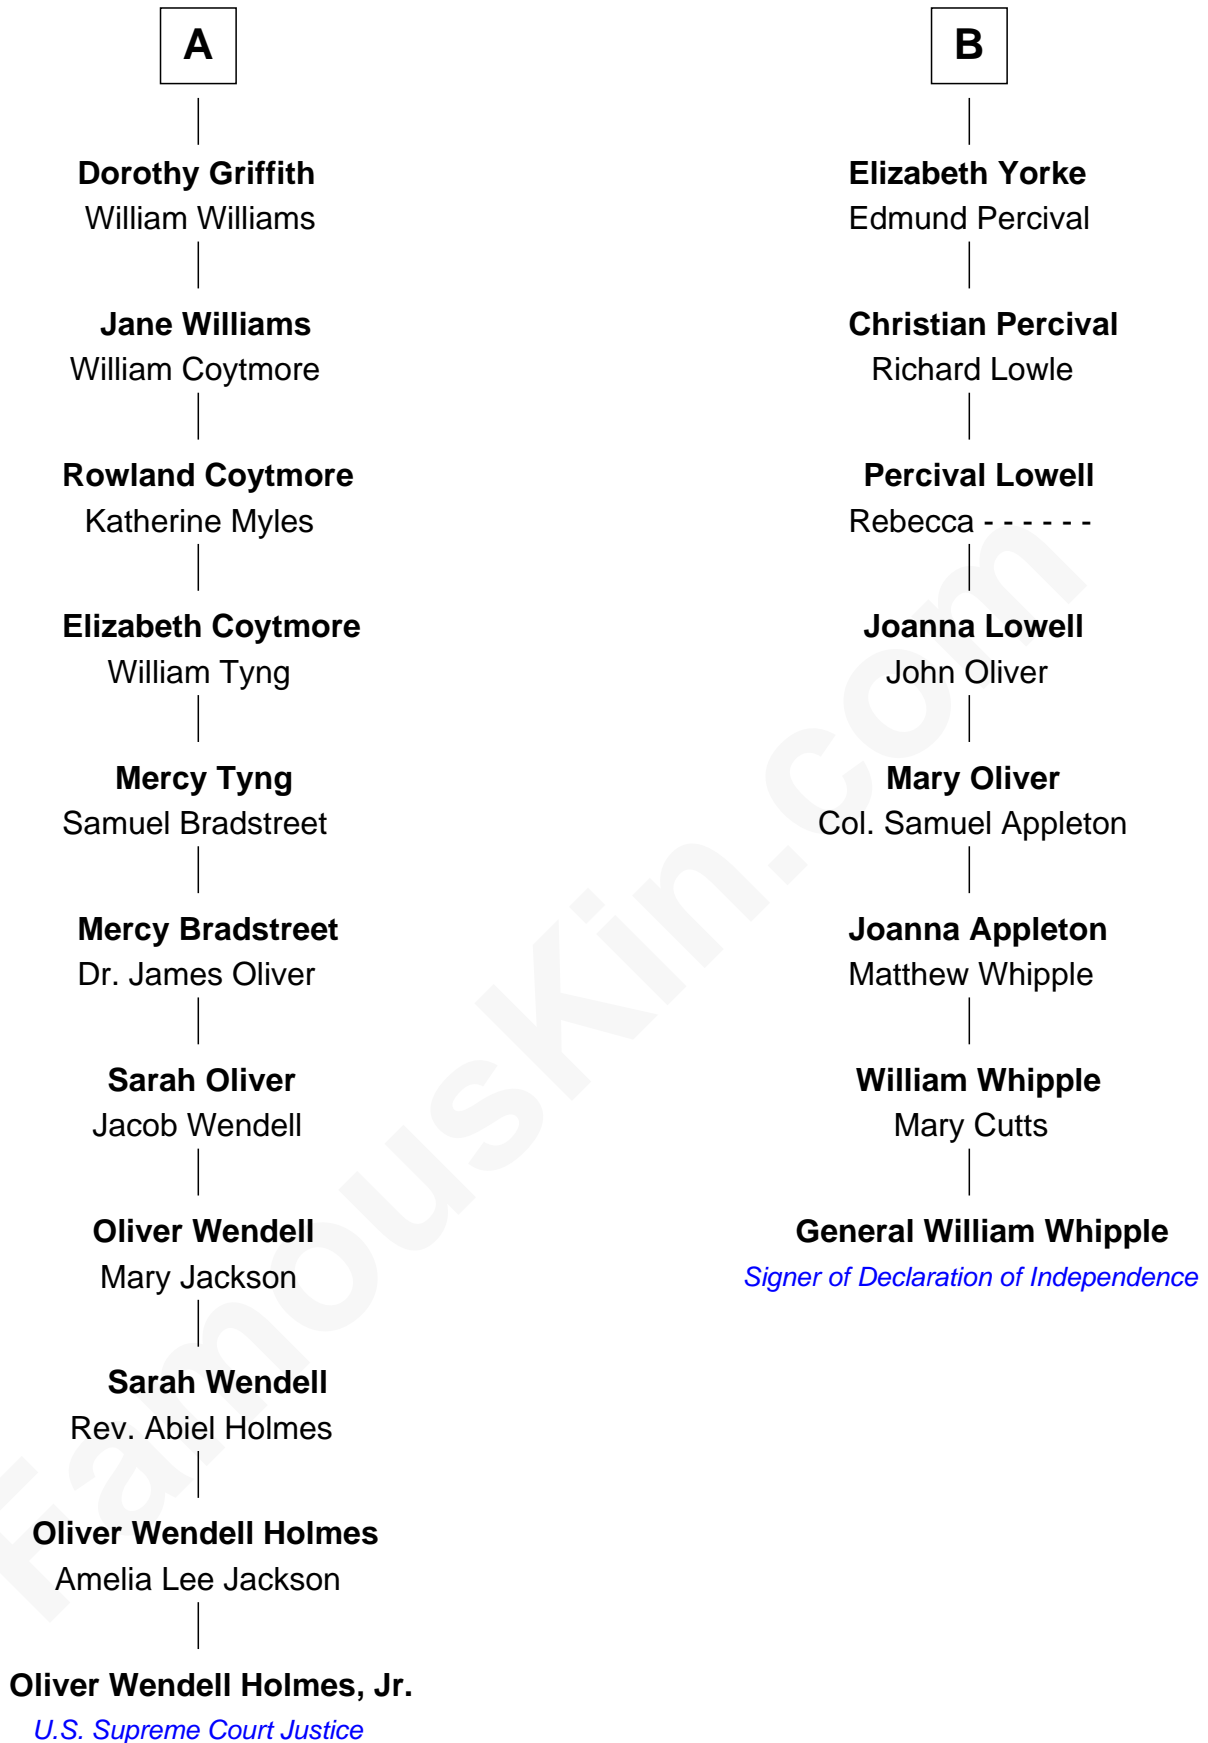 A
Dorothy Griffith
William Williams
Jane Williams
William Coytmore
Rowland Coytmore
Katherine Myles
Elizabeth Coytmore
William Tyng
Mercy Tyng
Samuel Bradstreet
Mercy Bradstreet
Dr. James Oliver
Sarah Oliver
Jacob Wendell
Oliver Wendell
Mary Jackson
Sarah Wendell
Rev. Abiel Holmes
Oliver Wendell Holmes
Amelia Lee Jackson
Oliver Wendell Holmes, Jr.
U.S. Supreme Court Justice
B
Elizabeth Yorke
Edmund Percival
Christian Percival
Richard Lowle
Percival Lowell
Rebecca - - - - - -
Joanna Lowell
John Oliver
Mary Oliver
Col. Samuel Appleton
Joanna Appleton
Matthew Whipple
William Whipple
Mary Cutts
General William Whipple
Signer of Declaration of Independence
FamousKin.com